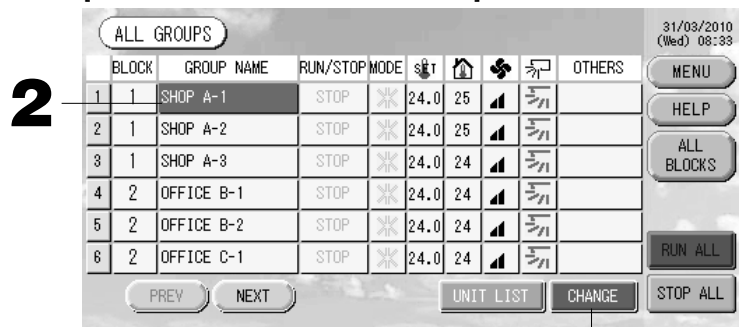 ALL GROUPS
31/03/2010
(Wed) 08:33
BLOCK GROUP NAME RUN/STOP MODE SET OTHERS
MENU
2
1 1 SHOP A-1 STOP 24.0 25
HELP
2 1 SHOP A-2 STOP 24.0 25
ALL
BLOCKS
3 1 SHOP A-3 STOP 24.0 24
4 2 OFFICE B-1 STOP 24.0 24
5 2 OFFICE B-2 STOP 24.0 24
6 2 OFFICE C-1 STOP 24.0 24
RUN ALL
PREV NEXT UNIT LIST CHANGE STOP ALL